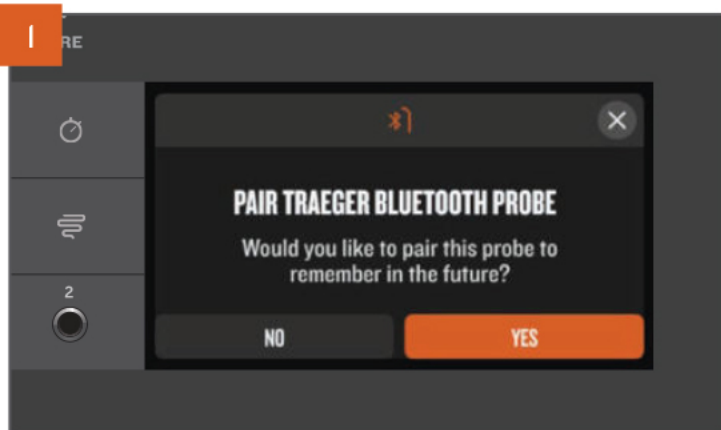 1
RE
PAIR TRAEGER BLUETOOTH PROBE
Would you like to pair this probe to
remember in the future?
2
NO YES